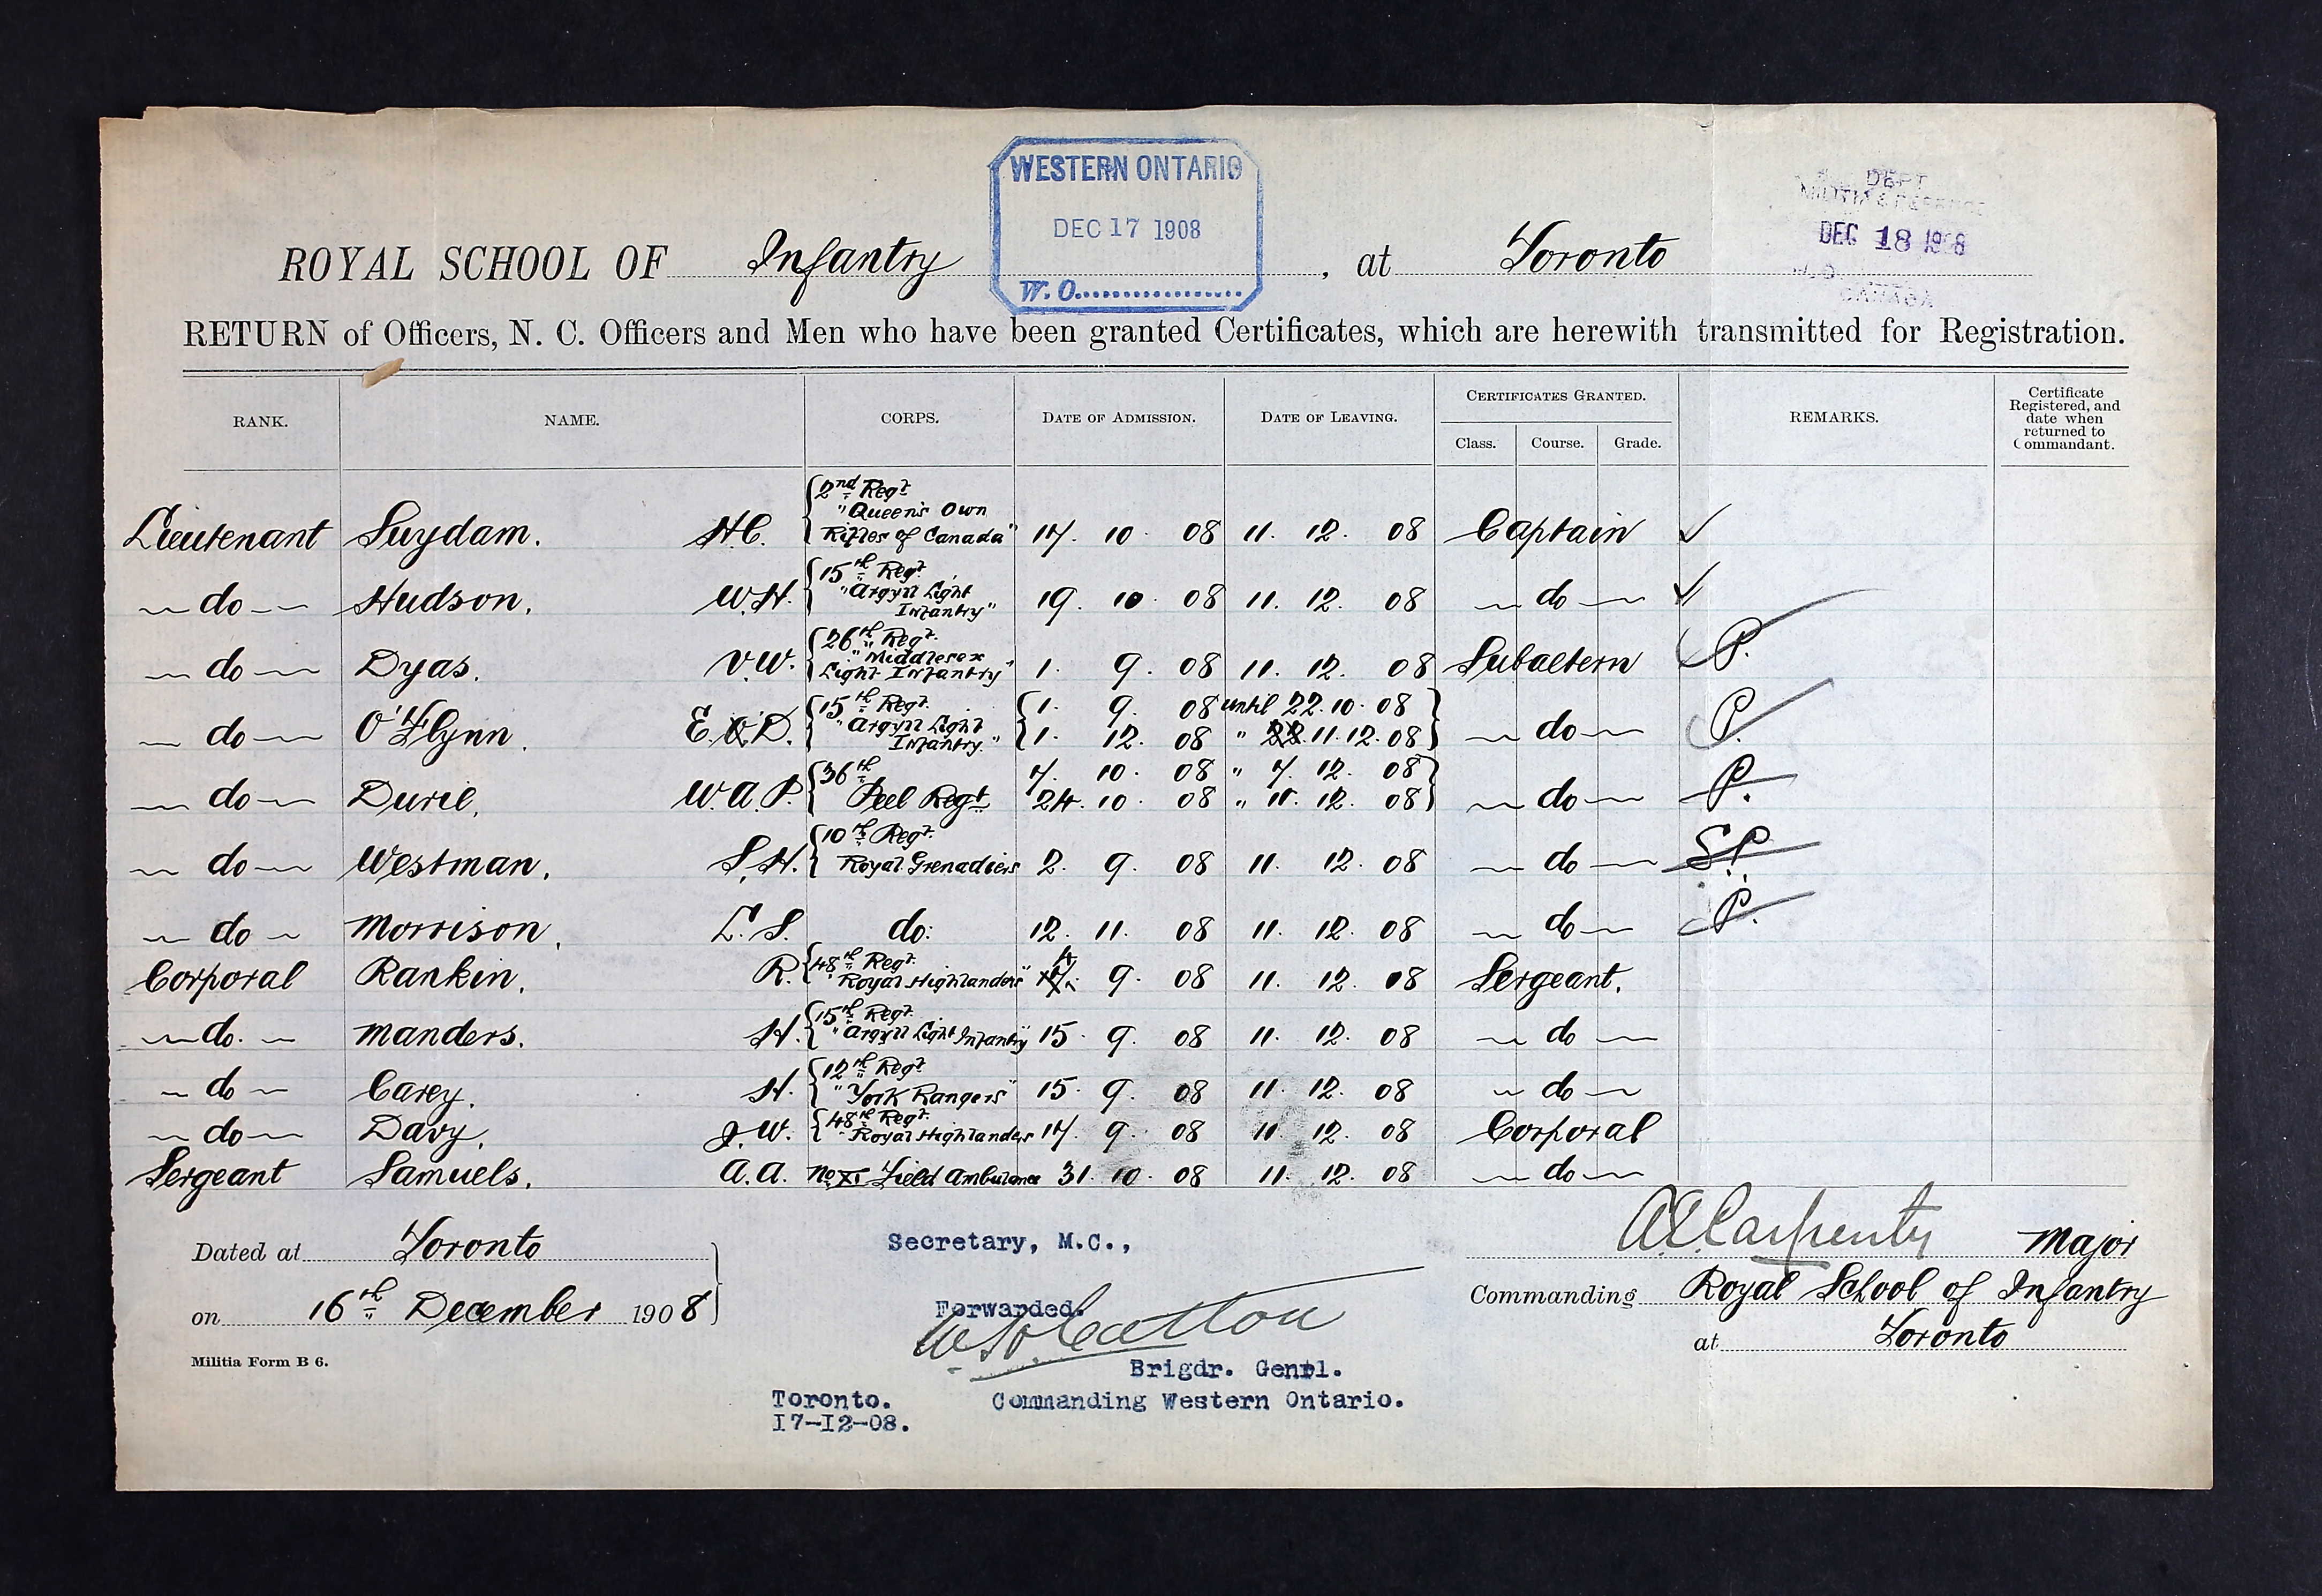 WESTERN ONTARIO
DEC 17 1908
W. O.
DEPT
MILITIA & DEFENCE
DEC 18 1908
CANADA
ROYAL SCHOOL OF Infantry , at Toronto
RETURN of Officers, N. C. Officers and Men who have been granted Certificates, which are herewith transmitted for Registration.
RANK. NAME. CORPS. DATE OF ADMISSION. DATE OF LEAVING. CERTIFICATES GRANTED. Class. Course. Grade. REMARKS. Certificate Registered, and date when returned to Commandant.
2nd Regt
"Queen's Own
Lieutenant Suydam. H.C. Rifles of Canada" 17. 10. 08 11. 12. 08 Captain ✓
15th Regt.
"Argyll Light
do Hudson. W.H. Infantry" 19. 10. 08 11. 12. 08 do ✓
26th Regt.
"Middlesex
do Dyas. V.W. Light Infantry" 1. 9. 08 11. 12. 08 Subaltern P.
15th Regt. 1. 9. 08 until 22. 10. 08
do O'Flynn. E. D. "Argyll Light Infantry." 1. 12. 08 " 11. 12. 08 do P.
36th 7. 10. 08 " 7. 12. 08
do W.A.P. Peel Regt 24. 10. 08 " 12. 08 do P.
10th Regt.
do Westman. S.H. Royal Grenadiers 2. 9. 08 11. 12. 08 do S.P.
do Morrison. L.S. do: 12. 11. 08 11. 12. 08 do P.
48th Regt.
Corporal Rankin. R. "Royal Highlanders" 9. 08 11. 12. 08 Sergeant.
15th Regt.
do. Manders. H. "Argyll Light Infantry" 15. 9. 08 11. 12. 08 do
12th Regt
do Carey. H. "York Rangers" 15. 9. 08 11. 12. 08 do
48th Regt.
do Davy. J.W. Royal Highlanders 17. 9. 08 11. 12. 08 Corporal
Sergeant Samuels. A.A. No XI Field Ambulance 31. 10. 08 11. 12. 08 do
Dated at Toronto
on 16th December 1908
Militia Form B 6.
Secretary, M.C.,
Forwarded.
Brigdr. Genrl.
Commanding Western Ontario.
Toronto.
I7-I2-08.
A.E. Carpenter Major
Commanding Royal School of Infantry
at Toronto